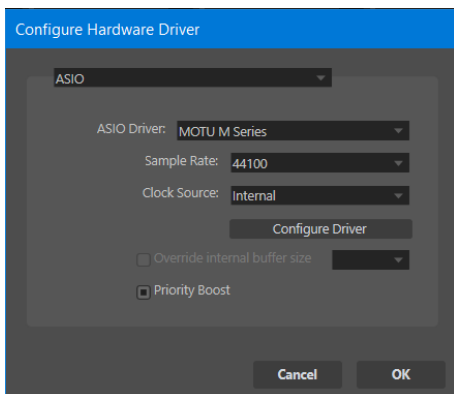 Configure Hardware Driver
ASIO
ASIO Driver: MOTU M Series
Sample Rate: 44100
Clock Source: Internal
Configure Driver
Override internal buffer size
Priority Boost
Cancel OK